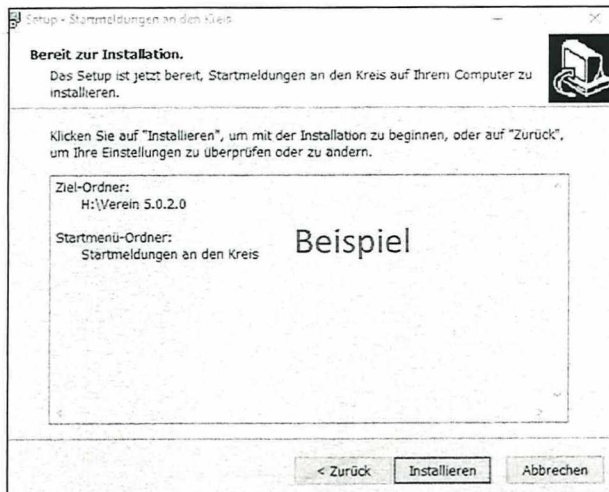 Setup - Startmeldungen an den Kreis
Bereit zur Installation.
Das Setup ist jetzt bereit, Startmeldungen an den Kreis auf Ihrem Computer zu
installieren.
Klicken Sie auf "Installieren", um mit der Installation zu beginnen, oder auf "Zurück",
um Ihre Einstellungen zu überprüfen oder zu ändern.
Ziel-Ordner:
H:\Verein 5.0.2.0
Startmenü-Ordner:
Startmeldungen an den Kreis
Beispiel
< Zurück
Installieren
Abbrechen